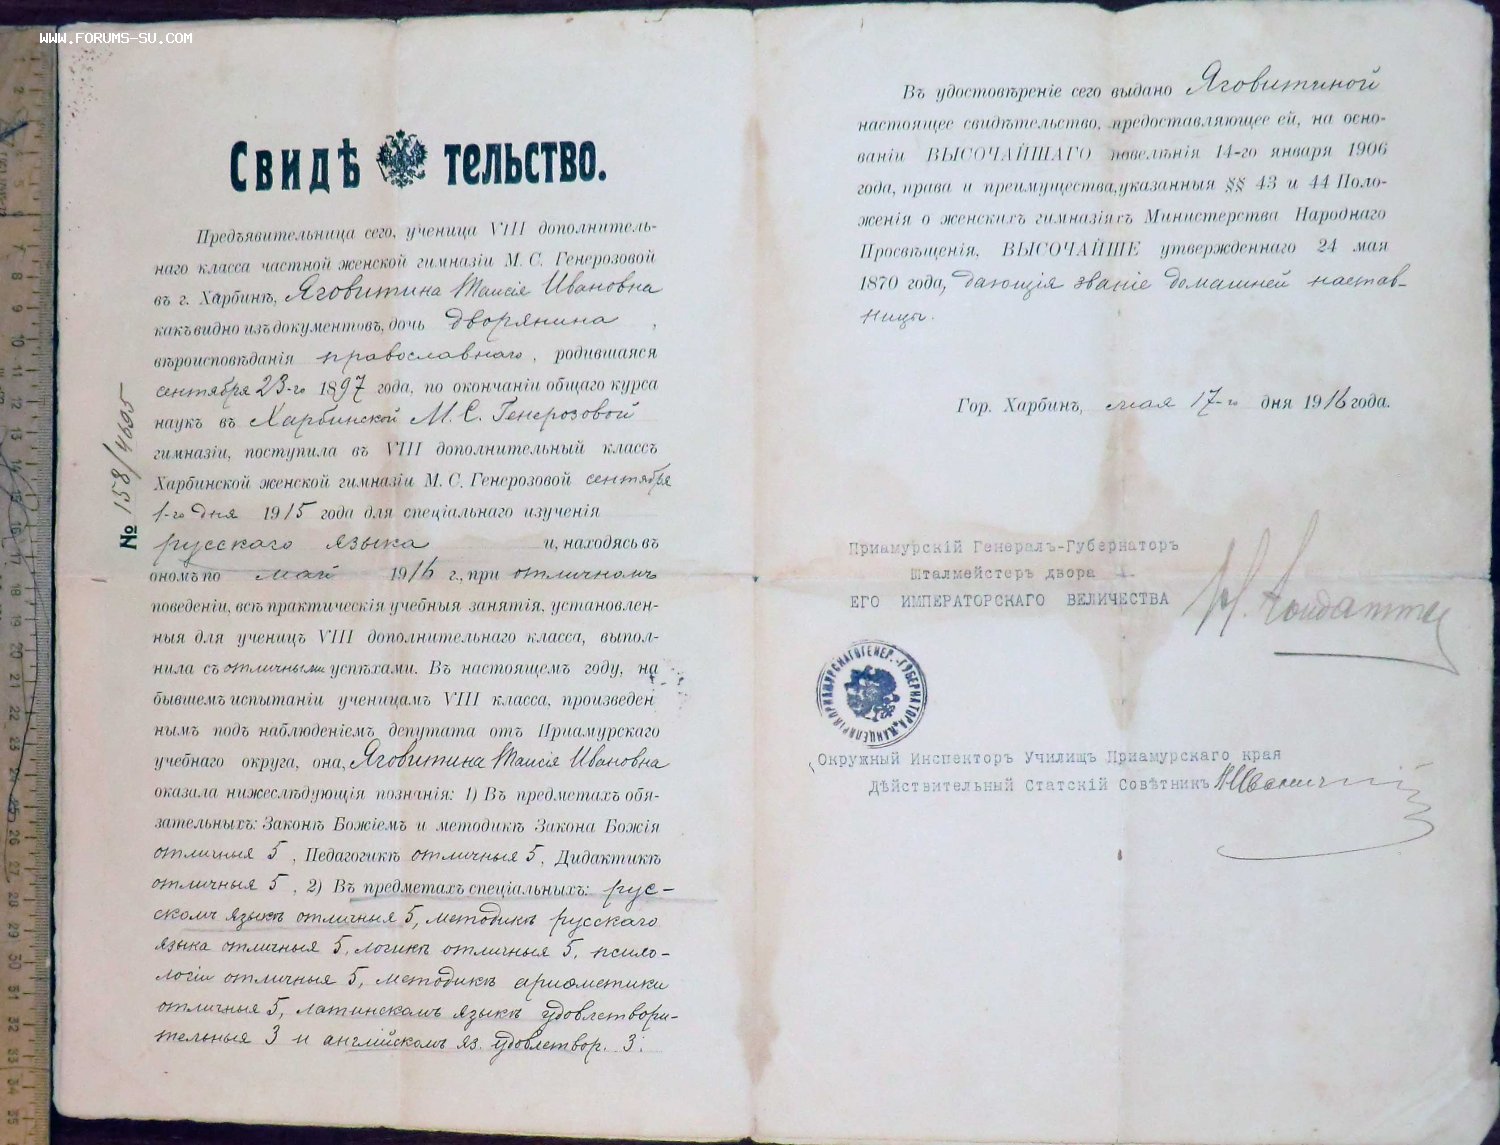 WWW.FORUMS-SU.COM
Свидѣтельство.
Предъявительница сего, ученица VIII дополнитель-
наго класса частной женской гимназіи М. С. Генерозовой
въ г. Харбинѣ, Яговитина Таисія Ивановна
какъ видно изъ документовъ, дочь дворянина ,
вѣроисповѣданія православнаго, родившаяся
сентября 23-го 1897 года, по окончаніи общаго курса
наукъ въ Харбинской М. С. Генерозовой
гимназіи, поступила въ VIII дополнительный классъ
Харбинской женской гимназіи М. С. Генерозовой сентября
1-го дня 1915 года для спеціальнаго изученія
русскаго языка и, находясь въ
ономъ по май 1916 г., при отличномъ
поведеніи, всѣ практическія учебныя занятія, установлен-
ныя для ученицъ VIII дополнительнаго класса, выпол-
нила съ отличными успѣхами. Въ настоящемъ году, на
бывшемъ испытаніи ученицамъ VIII класса, произведен
нымъ подъ наблюденіемъ депутата отъ Приамурскаго
учебнаго округа, она, Яговитина Таисія Ивановна
оказала нижеслѣдующія познанія: 1) Въ предметахъ обя-
зательныхъ: Законѣ Божіемъ и методикѣ Закона Божія
отличныя 5, Педагогикѣ отличныя 5, Дидактикѣ
отличныя 5, 2) Въ предметахъ спеціальныхъ: рус-
скомъ языкѣ отличныя 5, методикѣ русскаго
языка отличныя 5, логикѣ отличныя 5, психо-
логіи отличныя 5, методикѣ ариѳметики
отличныя 5, латинскомъ языкѣ удовлетвори-
тельныя 3 и англійскомъ яз. удовлетвор. 3.
№ 158/4695
Въ удостовѣреніе сего выдано Яговитиной
настоящее свидѣтельство, предоставляющее ей, на осно-
ваніи ВЫСОЧАЙШАГО повелѣнія 14-го января 1906
года, права и преимущества, указанныя §§ 43 и 44 Поло-
женія о женскихъ гимназіяхъ Министерства Народнаго
Просвѣщенія, ВЫСОЧАЙШЕ утвержденнаго 24 мая
1870 года, дающія званіе домашней настав-
ницы.
Гор. Харбинъ, мая 17-го дня 1916 года.
Приамурскій Генералъ-Губернаторъ
Шталмейстеръ двора
ЕГО ИМПЕРАТОРСКАГО ВЕЛИЧЕСТВА Н. Гондатти
КАНЦЕЛЯРІЯ ПРИАМУРСКАГО ГЕНЕР.-ГУБЕРНАТОРА
Окружный Инспекторъ Училищъ Приамурскаго края
Дѣйствительный Статскій Совѣтникъ